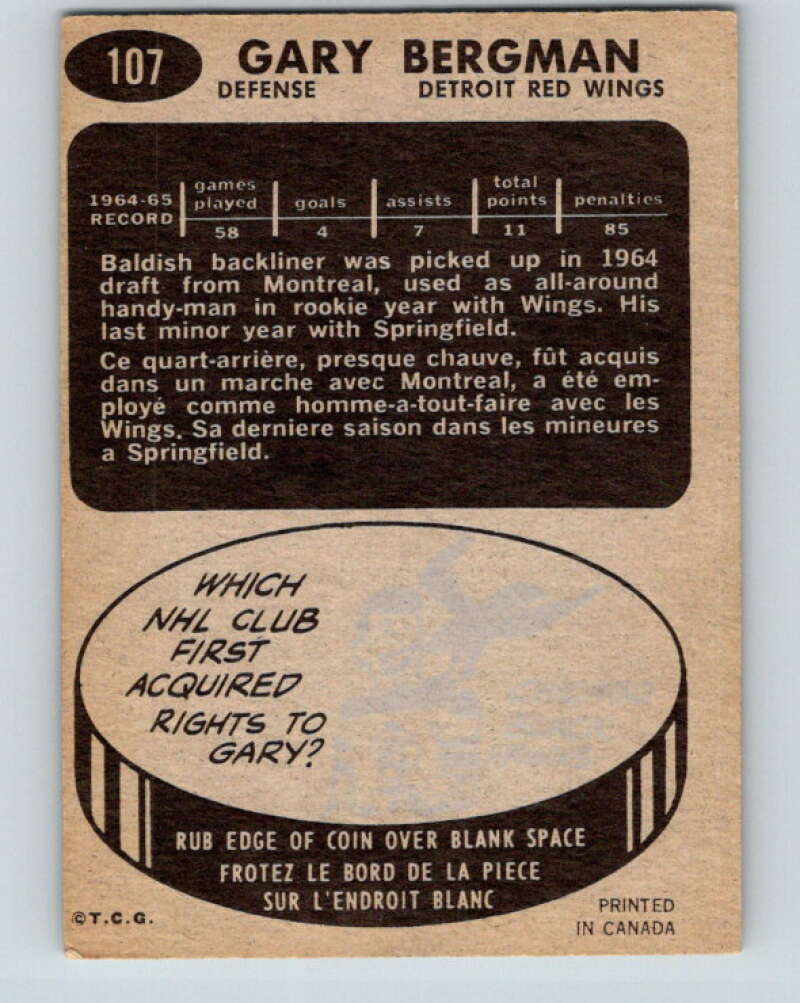 107
GARY BERGMAN
DEFENSE DETROIT RED WINGS
1964-65 RECORD
games played goals assists total points penalties
58 4 7 11 85
Baldish backliner was picked up in 1964
draft from Montreal, used as all-around
handy-man in rookie year with Wings. His
last minor year with Springfield.
Ce quart-arrière, presque chauve, fût acquis
dans un marche avec Montreal, a été em-
ployé comme homme-a-tout-faire avec les
Wings. Sa derniere saison dans les mineures
a Springfield.
WHICH
NHL CLUB
FIRST
ACQUIRED
RIGHTS TO
GARY?
RUB EDGE OF COIN OVER BLANK SPACE
FROTEZ LE BORD DE LA PIECE
SUR L'ENDROIT BLANC
©T.C.G.
PRINTED
IN CANADA